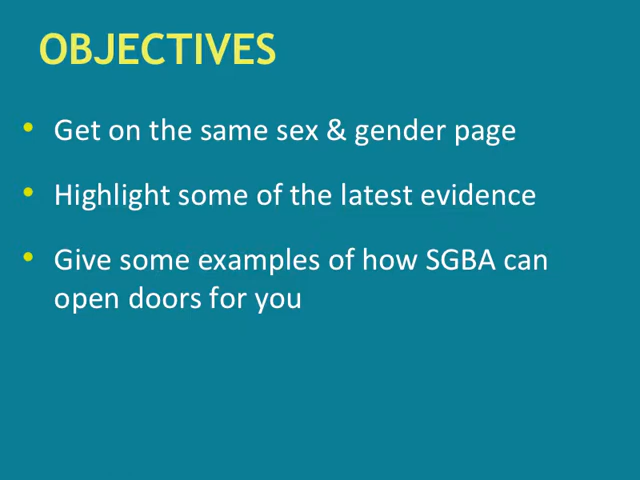 OBJECTIVES
• Get on the same sex & gender page
• Highlight some of the latest evidence
• Give some examples of how SGBA can
open doors for you